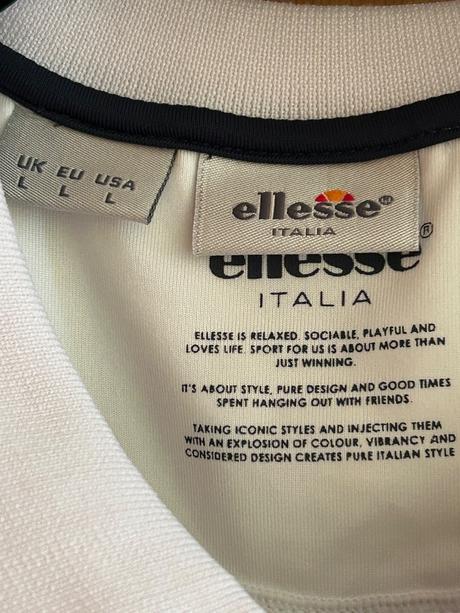 UK EU USA
L L L
ellesse®
ITALIA
ellesse®
ITALIA
ELLESSE IS RELAXED. SOCIABLE, PLAYFUL AND
LOVES LIFE. SPORT FOR US IS ABOUT MORE THAN
JUST WINNING.
IT'S ABOUT STYLE, PURE DESIGN AND GOOD TIMES
SPENT HANGING OUT WITH FRIENDS.
TAKING ICONIC STYLES AND INJECTING THEM
WITH AN EXPLOSION OF COLOUR, VIBRANCY AND
CONSIDERED DESIGN CREATES PURE ITALIAN STYLE